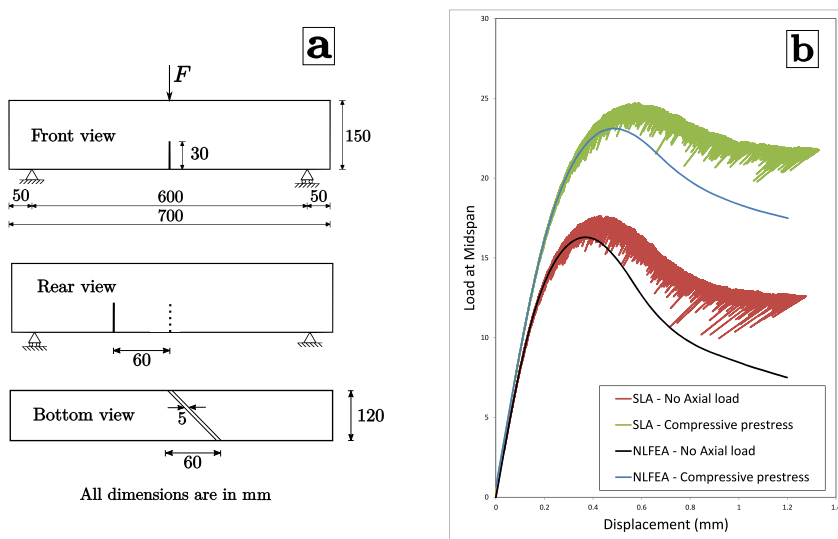 a
F
Front view
30
150
50
600
50
700
Rear view
60
Bottom view
5
120
60
All dimensions are in mm
b
30
25
20
15
10
5
0
Load at Midspan
0
0.2
0.4
0.6
0.8
1
1.2
1.4
Displacement (mm)
SLA - No Axial load
SLA - Compressive prestress
NLFEA - No Axial load
NLFEA - Compressive prestress